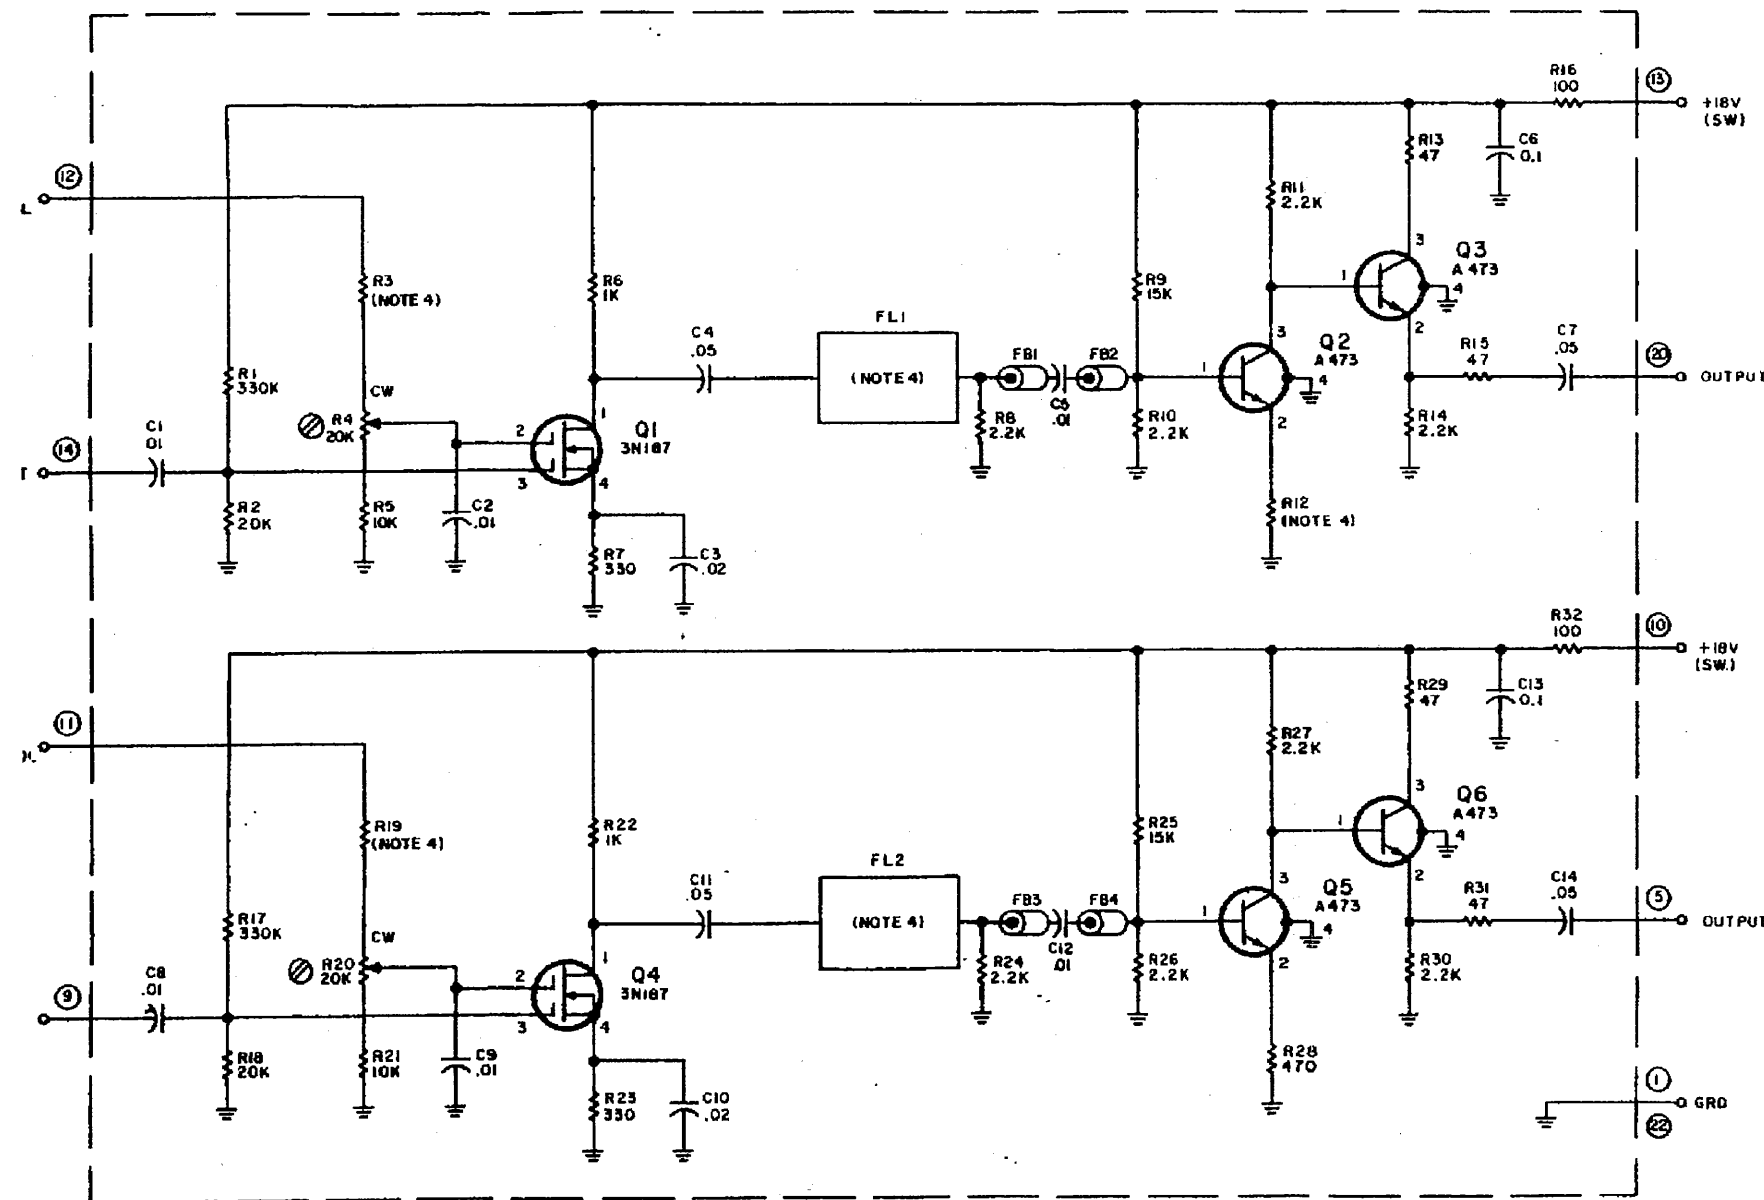 R16
100
13
+18V
(SW)
R13
47
C6
0.1
12
L
R11
2.2K
R3
(NOTE 4)
R6
1K
R9
15K
3
Q3
A 473
1
4
2
FL1
(NOTE 4)
C4
.05
FB1
FB2
C5
.01
3
Q2
A 473
1
4
2
R15
47
C7
.05
20
OUTPUT
R1
330K
CW
R4
20K
C1
.01
14
R8
2.2K
R10
2.2K
R14
2.2K
1
2
Q1
3N187
3
4
R2
20K
R5
10K
C2
.01
R12
(NOTE 4)
R7
330
C3
.02
R32
100
10
+18V
(SW.)
R29
47
C13
0.1
11
R27
2.2K
R19
(NOTE 4)
R22
1K
R25
15K
3
Q6
A 473
1
4
2
FL2
(NOTE 4)
C11
.05
FB3
FB4
C12
.01
3
Q5
A 473
1
4
2
R31
47
C14
.05
5
OUTPUT
R17
330K
CW
R20
20K
C8
.01
9
R24
2.2K
R26
2.2K
R30
2.2K
1
2
Q4
3N187
3
4
R18
20K
R21
10K
C9
.01
R28
470
R23
330
C10
.02
1
GRD
22